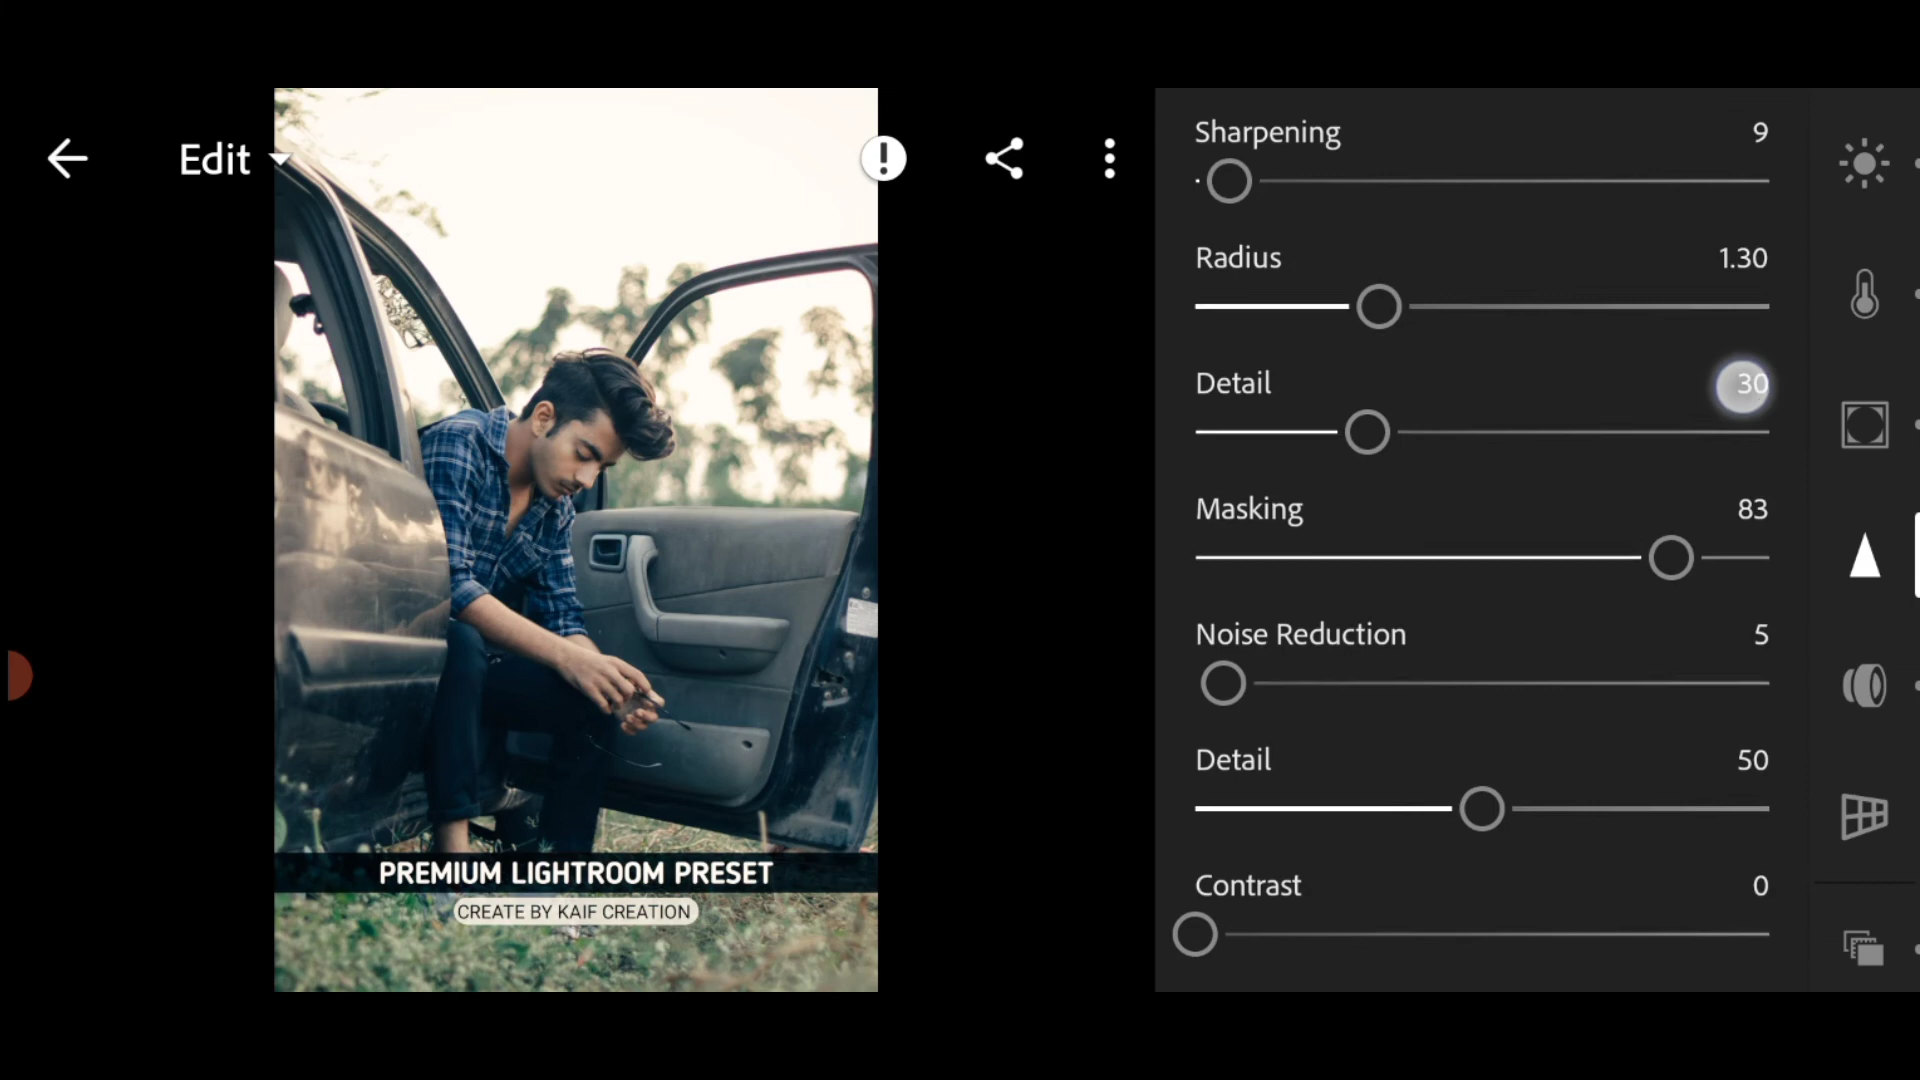 Edit
PREMIUM LIGHTROOM PRESET
CREATE BY KAIF CREATION
Sharpening 9
Radius 1.30
Detail 30
Masking 83
Noise Reduction 5
Detail 50
Contrast 0